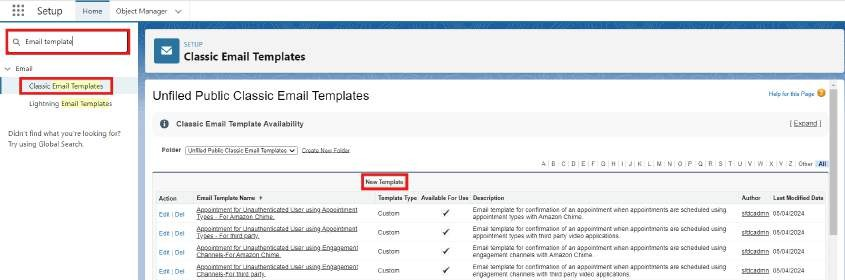 Setup
Home
Object Manager
Email template
Email
Classic Email Templates
Lightning Email Templates
Didn't find what you're looking for?
Try using Global Search.
SETUP
Classic Email Templates
Unfiled Public Classic Email Templates
Help for this Page
Classic Email Template Availability
[ Expand ]
Folder Unfiled Public Classic Email Templates Create New Folder
A | B | C | D | E | F | G | H | I | J | K | L | M | N | O | P | Q | R | S | T | U | V | W | X | Y | Z | Other All
New Template
Action Email Template Name ↑ Template Type Available For Use Description Author Last Modified Date
Edit | Del Appointment for Unauthenticated User using Appointment Types - For Amazon Chime. Custom ✓ Email template for confirmation of an appointment when appointments are scheduled using appointment types with Amazon Chime. sfdcadmn 05/04/2024
Edit | Del Appointment for Unauthenticated User using Appointment Types - For third party. Custom ✓ Email template for confirmation of an appointment when appointments are scheduled using appointment types with third party video applications. sfdcadmn 05/04/2024
Edit | Del Appointment for Unauthenticated User using Engagement Channels-For Amazon Chime. Custom ✓ Email template for confirmation of an appointment when appointments are scheduled using engagement channels with Amazon Chime. sfdcadmn 05/04/2024
Edit | Del Appointment for Unauthenticated User using Engagement Channels-For third party. Custom ✓ Email template for confirmation of an appointment when appointments are scheduled using engagement channels with third party video applications. sfdcadmn 05/04/2024